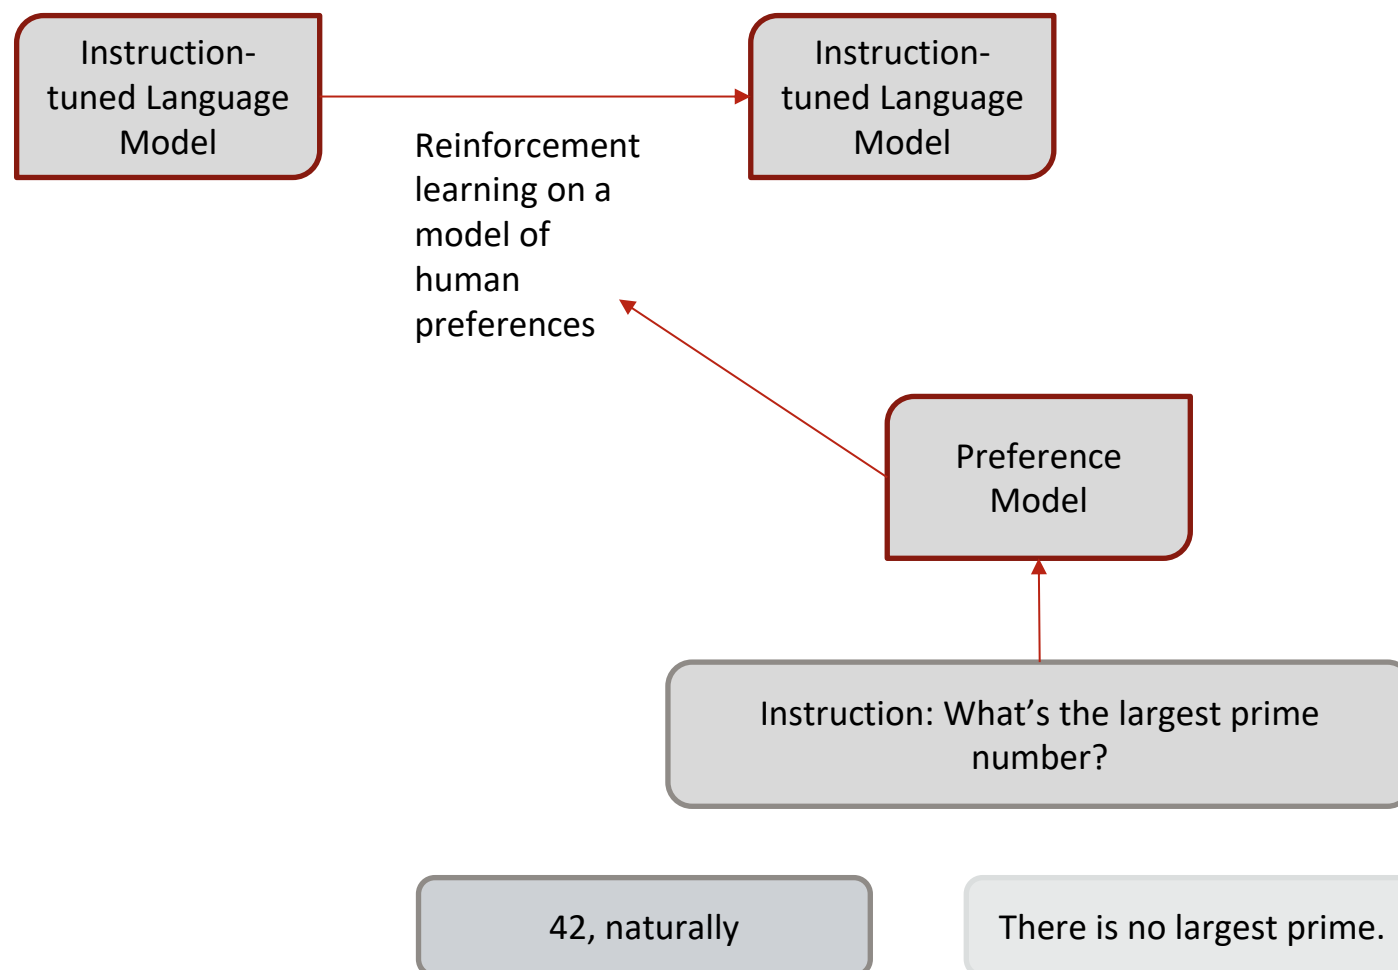 Instruction-
tuned Language
Model
Instruction-
tuned Language
Model
Reinforcement
learning on a
model of
human
preferences
Preference
Model
Instruction: What’s the largest prime
number?
42, naturally
There is no largest prime.